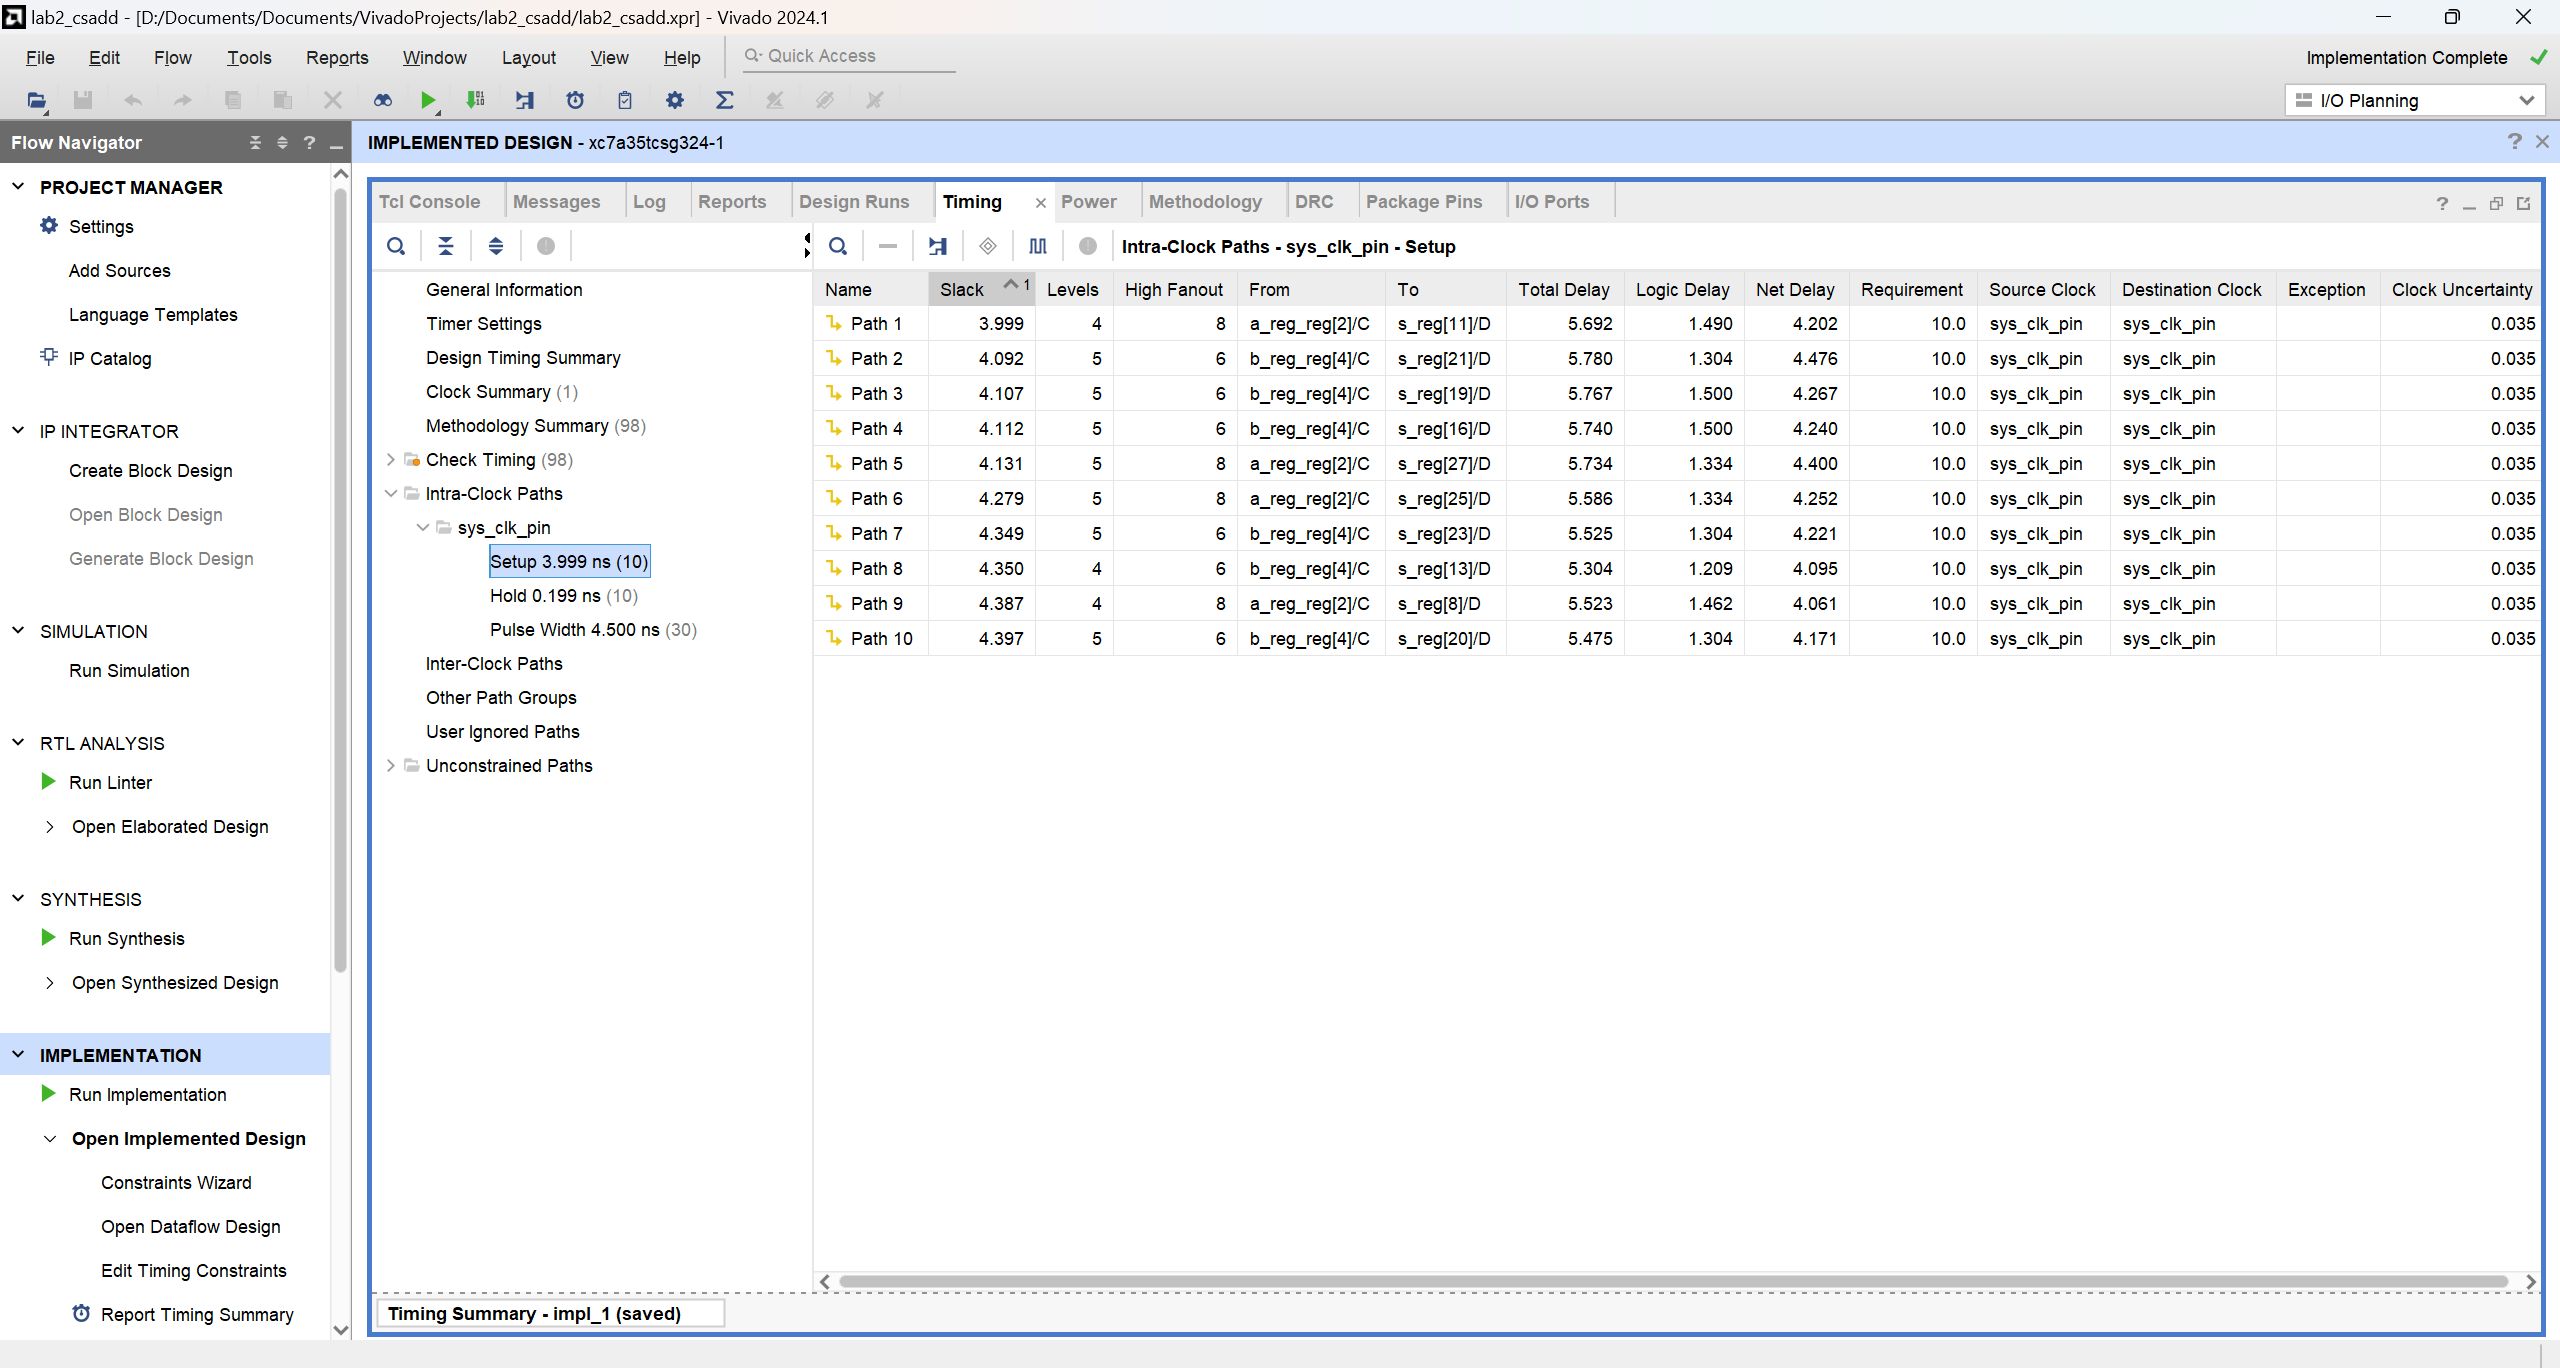 lab2_csadd - [D:/Documents/Documents/VivadoProjects/lab2_csadd/lab2_csadd.xpr] - Vivado 2024.1
File Edit Flow Tools Reports Window Layout View Help Quick Access Implementation Complete
I/O Planning
Flow Navigator
IMPLEMENTED DESIGN - xc7a35tcsg324-1
PROJECT MANAGER
Settings
Add Sources
Language Templates
IP Catalog
IP INTEGRATOR
Create Block Design
Open Block Design
Generate Block Design
SIMULATION
Run Simulation
RTL ANALYSIS
Run Linter
Open Elaborated Design
SYNTHESIS
Run Synthesis
Open Synthesized Design
IMPLEMENTATION
Run Implementation
Open Implemented Design
Constraints Wizard
Open Dataflow Design
Edit Timing Constraints
Report Timing Summary
Tcl Console Messages Log Reports Design Runs Timing Power Methodology DRC Package Pins I/O Ports
General Information
Timer Settings
Design Timing Summary
Clock Summary (1)
Methodology Summary (98)
Check Timing (98)
Intra-Clock Paths
sys_clk_pin
Setup 3.999 ns (10)
Hold 0.199 ns (10)
Pulse Width 4.500 ns (30)
Inter-Clock Paths
Other Path Groups
User Ignored Paths
Unconstrained Paths
Intra-Clock Paths - sys_clk_pin - Setup
Name Slack 1 Levels High Fanout From To Total Delay Logic Delay Net Delay Requirement Source Clock Destination Clock Exception Clock Uncertainty
Path 1 3.999 4 8 a_reg_reg[2]/C s_reg[11]/D 5.692 1.490 4.202 10.0 sys_clk_pin sys_clk_pin 0.035
Path 2 4.092 5 6 b_reg_reg[4]/C s_reg[21]/D 5.780 1.304 4.476 10.0 sys_clk_pin sys_clk_pin 0.035
Path 3 4.107 5 6 b_reg_reg[4]/C s_reg[19]/D 5.767 1.500 4.267 10.0 sys_clk_pin sys_clk_pin 0.035
Path 4 4.112 5 6 b_reg_reg[4]/C s_reg[16]/D 5.740 1.500 4.240 10.0 sys_clk_pin sys_clk_pin 0.035
Path 5 4.131 5 8 a_reg_reg[2]/C s_reg[27]/D 5.734 1.334 4.400 10.0 sys_clk_pin sys_clk_pin 0.035
Path 6 4.279 5 8 a_reg_reg[2]/C s_reg[25]/D 5.586 1.334 4.252 10.0 sys_clk_pin sys_clk_pin 0.035
Path 7 4.349 5 6 b_reg_reg[4]/C s_reg[23]/D 5.525 1.304 4.221 10.0 sys_clk_pin sys_clk_pin 0.035
Path 8 4.350 4 6 b_reg_reg[4]/C s_reg[13]/D 5.304 1.209 4.095 10.0 sys_clk_pin sys_clk_pin 0.035
Path 9 4.387 4 8 a_reg_reg[2]/C s_reg[8]/D 5.523 1.462 4.061 10.0 sys_clk_pin sys_clk_pin 0.035
Path 10 4.397 5 6 b_reg_reg[4]/C s_reg[20]/D 5.475 1.304 4.171 10.0 sys_clk_pin sys_clk_pin 0.035
Timing Summary - impl_1 (saved)